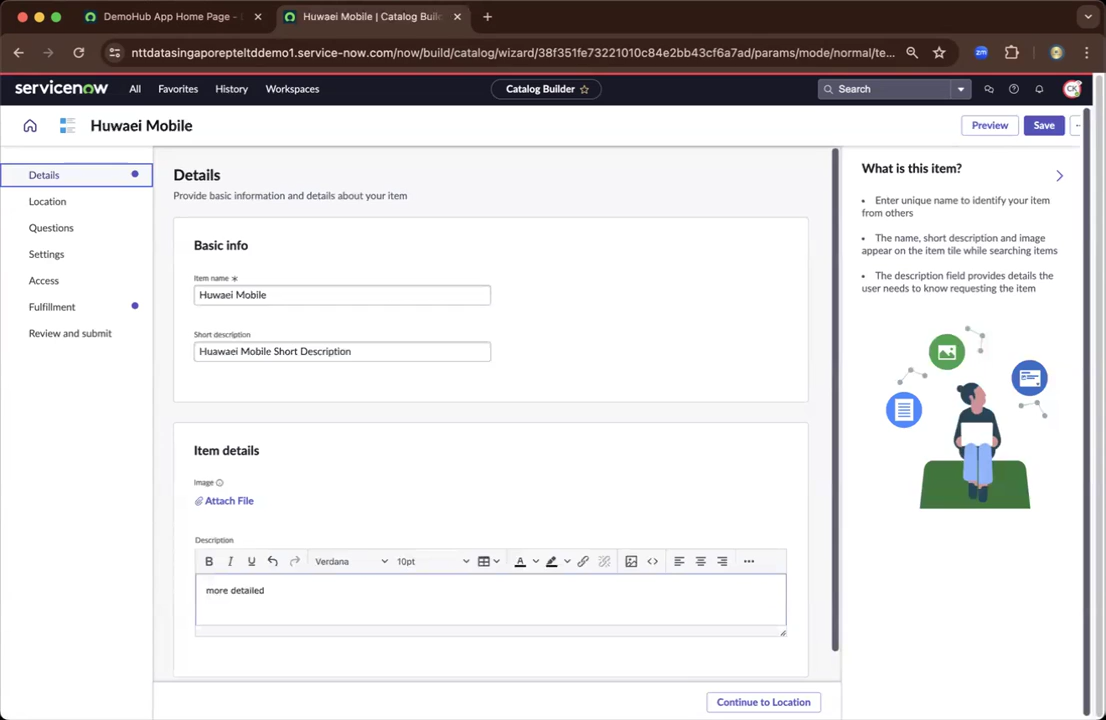 DemoHub App Home Page -
Huwaei Mobile | Catalog Buil
nttdatasingaporepteltddemo1.service-now.com/now/build/catalog/wizard/38f351fe73221010c84e2bb43cf6a7ad/params/mode/normal/te...
zm
servicenow
All
Favorites
History
Workspaces
Catalog Builder
Search
CK
Huwaei Mobile
Preview
Save
Details
Location
Questions
Settings
Access
Fulfillment
Review and submit
Details
Provide basic information and details about your item
Basic info
Item name *
Huwaei Mobile
Short description
Huawaei Mobile Short Description
Item details
Image
Attach File
Description
B I U Verdana 10pt A
more detailed
Continue to Location
What is this item?
• Enter unique name to identify your item
from others
• The name, short description and image
appear on the item tile while searching items
• The description field provides details the
user needs to know requesting the item